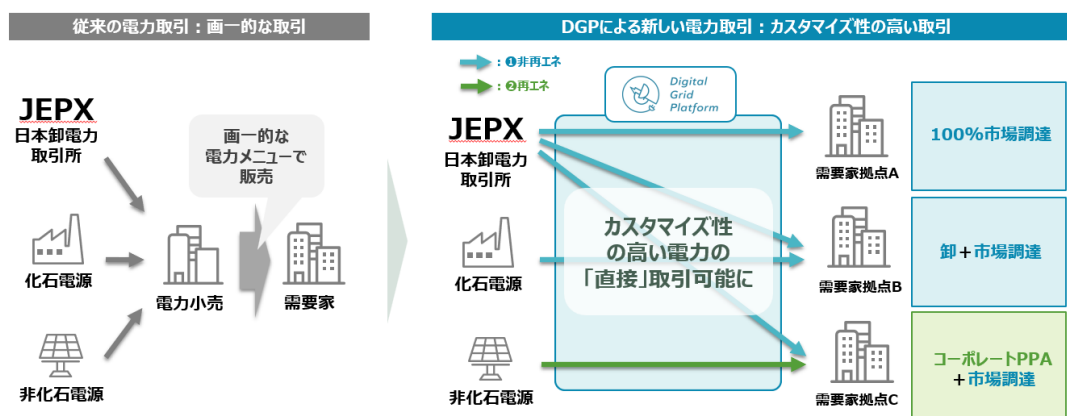 従来の電力取引：画一的な取引
JEPX
日本卸電力
取引所
化石電源
非化石電源
画一的な
電力メニューで
販売
電力小売
需要家
DGPによる新しい電力取引：カスタマイズ性の高い取引
：❶非再エネ
：❷再エネ
Digital
Grid
Platform
JEPX
日本卸電力
取引所
化石電源
非化石電源
カスタマイズ性
の高い電力の
「直接」取引可能に
需要家拠点A
100%市場調達
需要家拠点B
卸＋市場調達
需要家拠点C
コーポレートPPA
＋市場調達